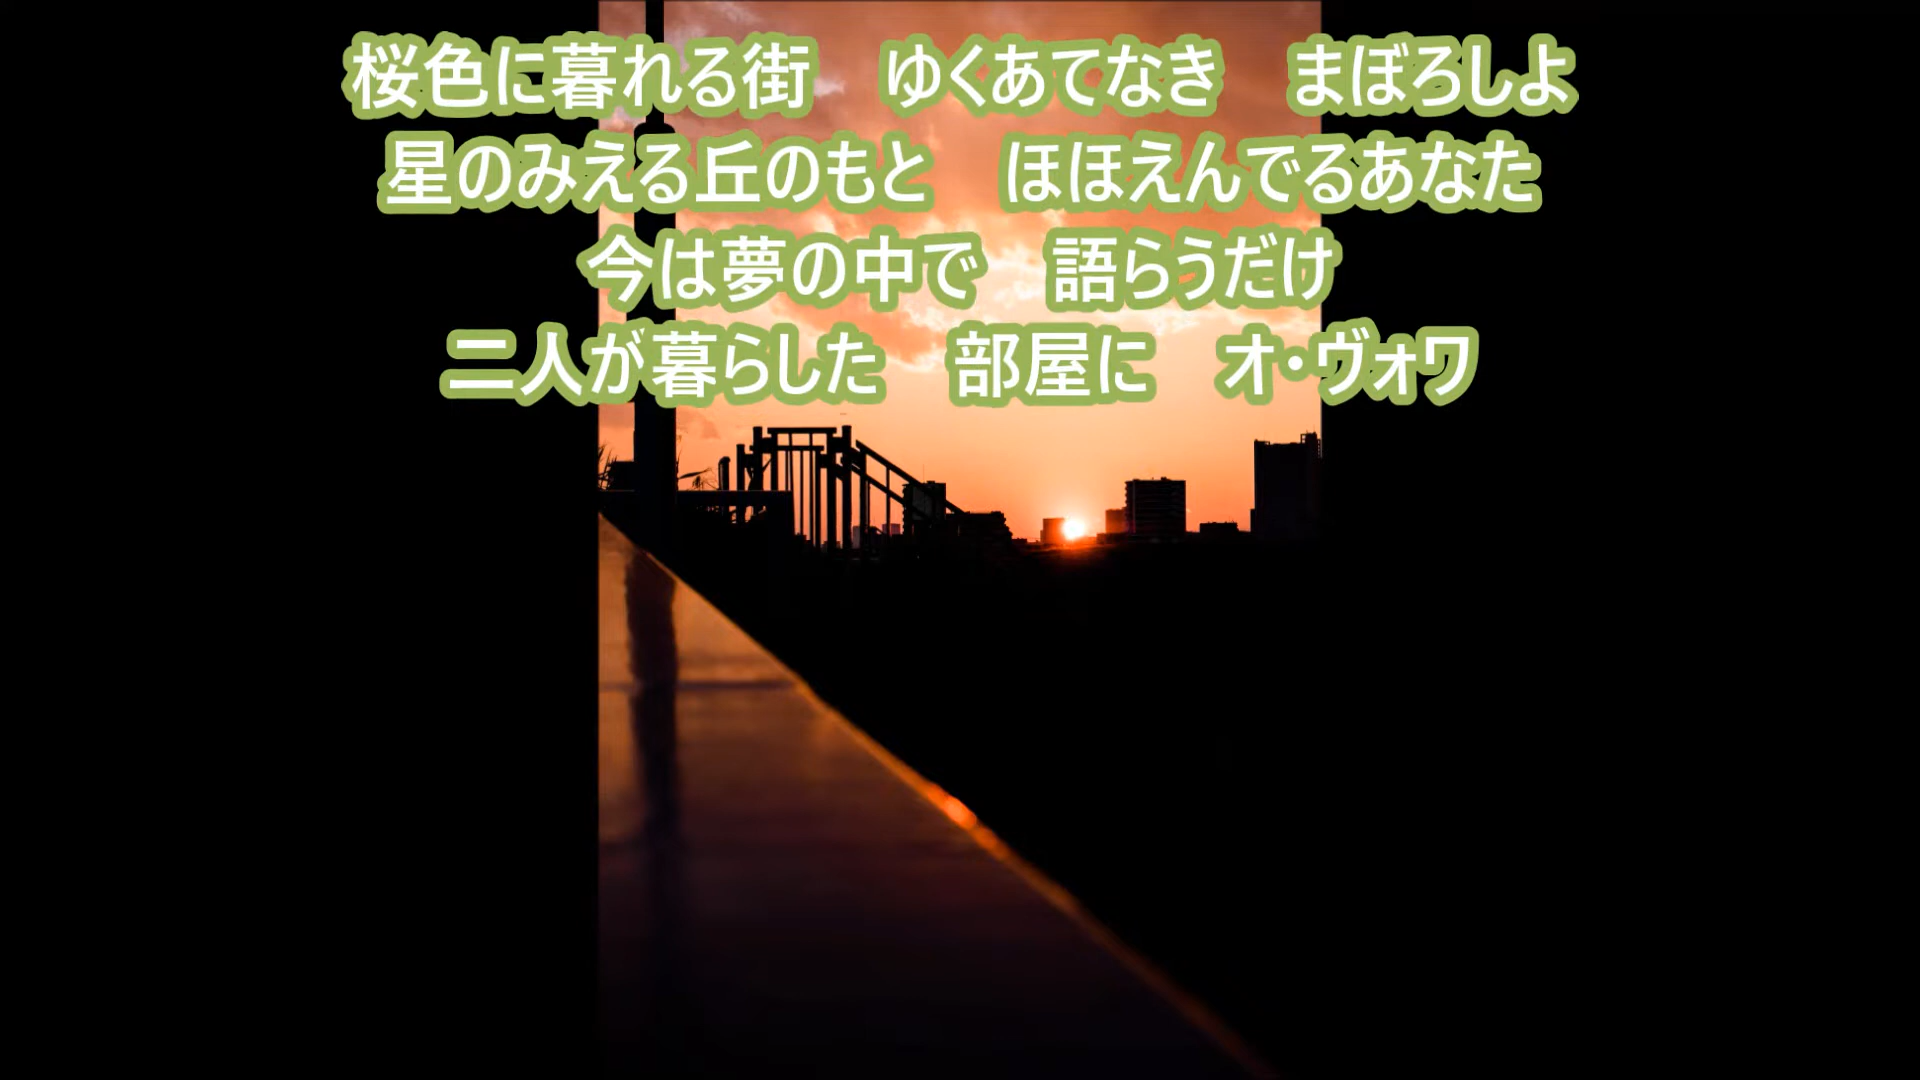 桜色に暮れる街　ゆくあてなき　まぼろしよ
星のみえる丘のもと　ほほえんでるあなた
今は夢の中で　語らうだけ
二人が暮らした　部屋に　オ・ヴォワ